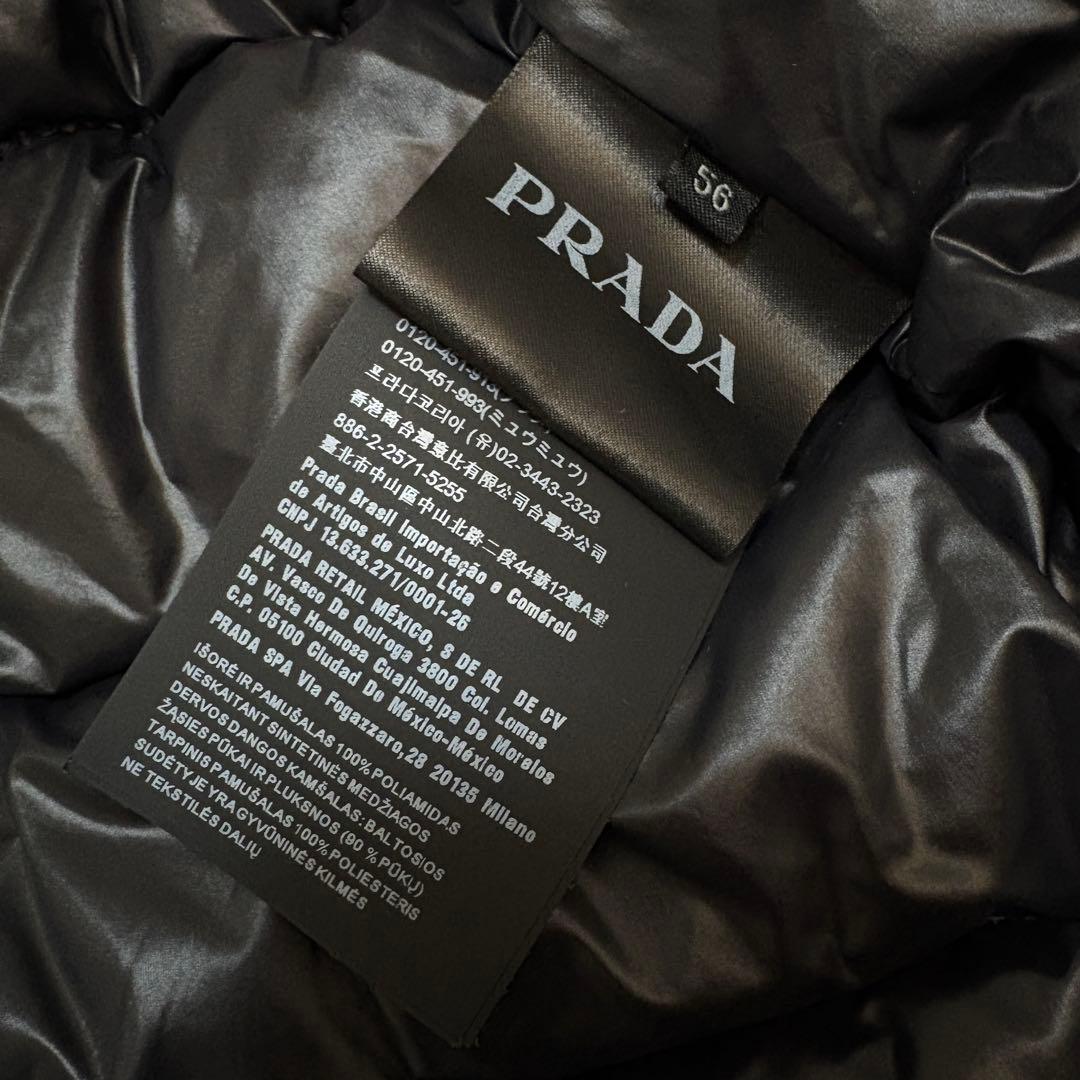 56
PRADA
0120-451-913(
0120-451-993(ミュウミュウ)
프라다코리아 (유)02-3443-2323
香港商台灣意比有限公司台灣分公司
886-2-2571-5255
臺北市中山區中山北路二段44號12樓A室
Prada Brasil Importação e Comércio
de Artigos de Luxo Ltda
CNPJ 13.633.271/0001-26
PRADA RETAIL MÉXICO, S DE RL DE CV
AV. Vasco De Quiroga 3800 Col. Lomas
De Vista Hermosa Cuajimalpa De Morelos
C.P. 05100 Ciudad De México-México
PRADA SPA Via Fogazzaro, 28 20135 Milano
IŠORĖ IR PAMUŠALAS 100% POLIAMIDAS
NESKAITANT SINTETINĖS MEDŽIAGOS
DERVOS DANGOS KAMŠALAS: BALTOSIOS
ŽĄSIES PŪKAI IR PLUKSNOS (90 % PŪKŲ)
TARPINIS PAMUŠALAS 100% POLIESTERIS
SUDĖTYJE YRA GYVŪNINĖS KILMĖS
NE TEKSTILĖS DALIŲ